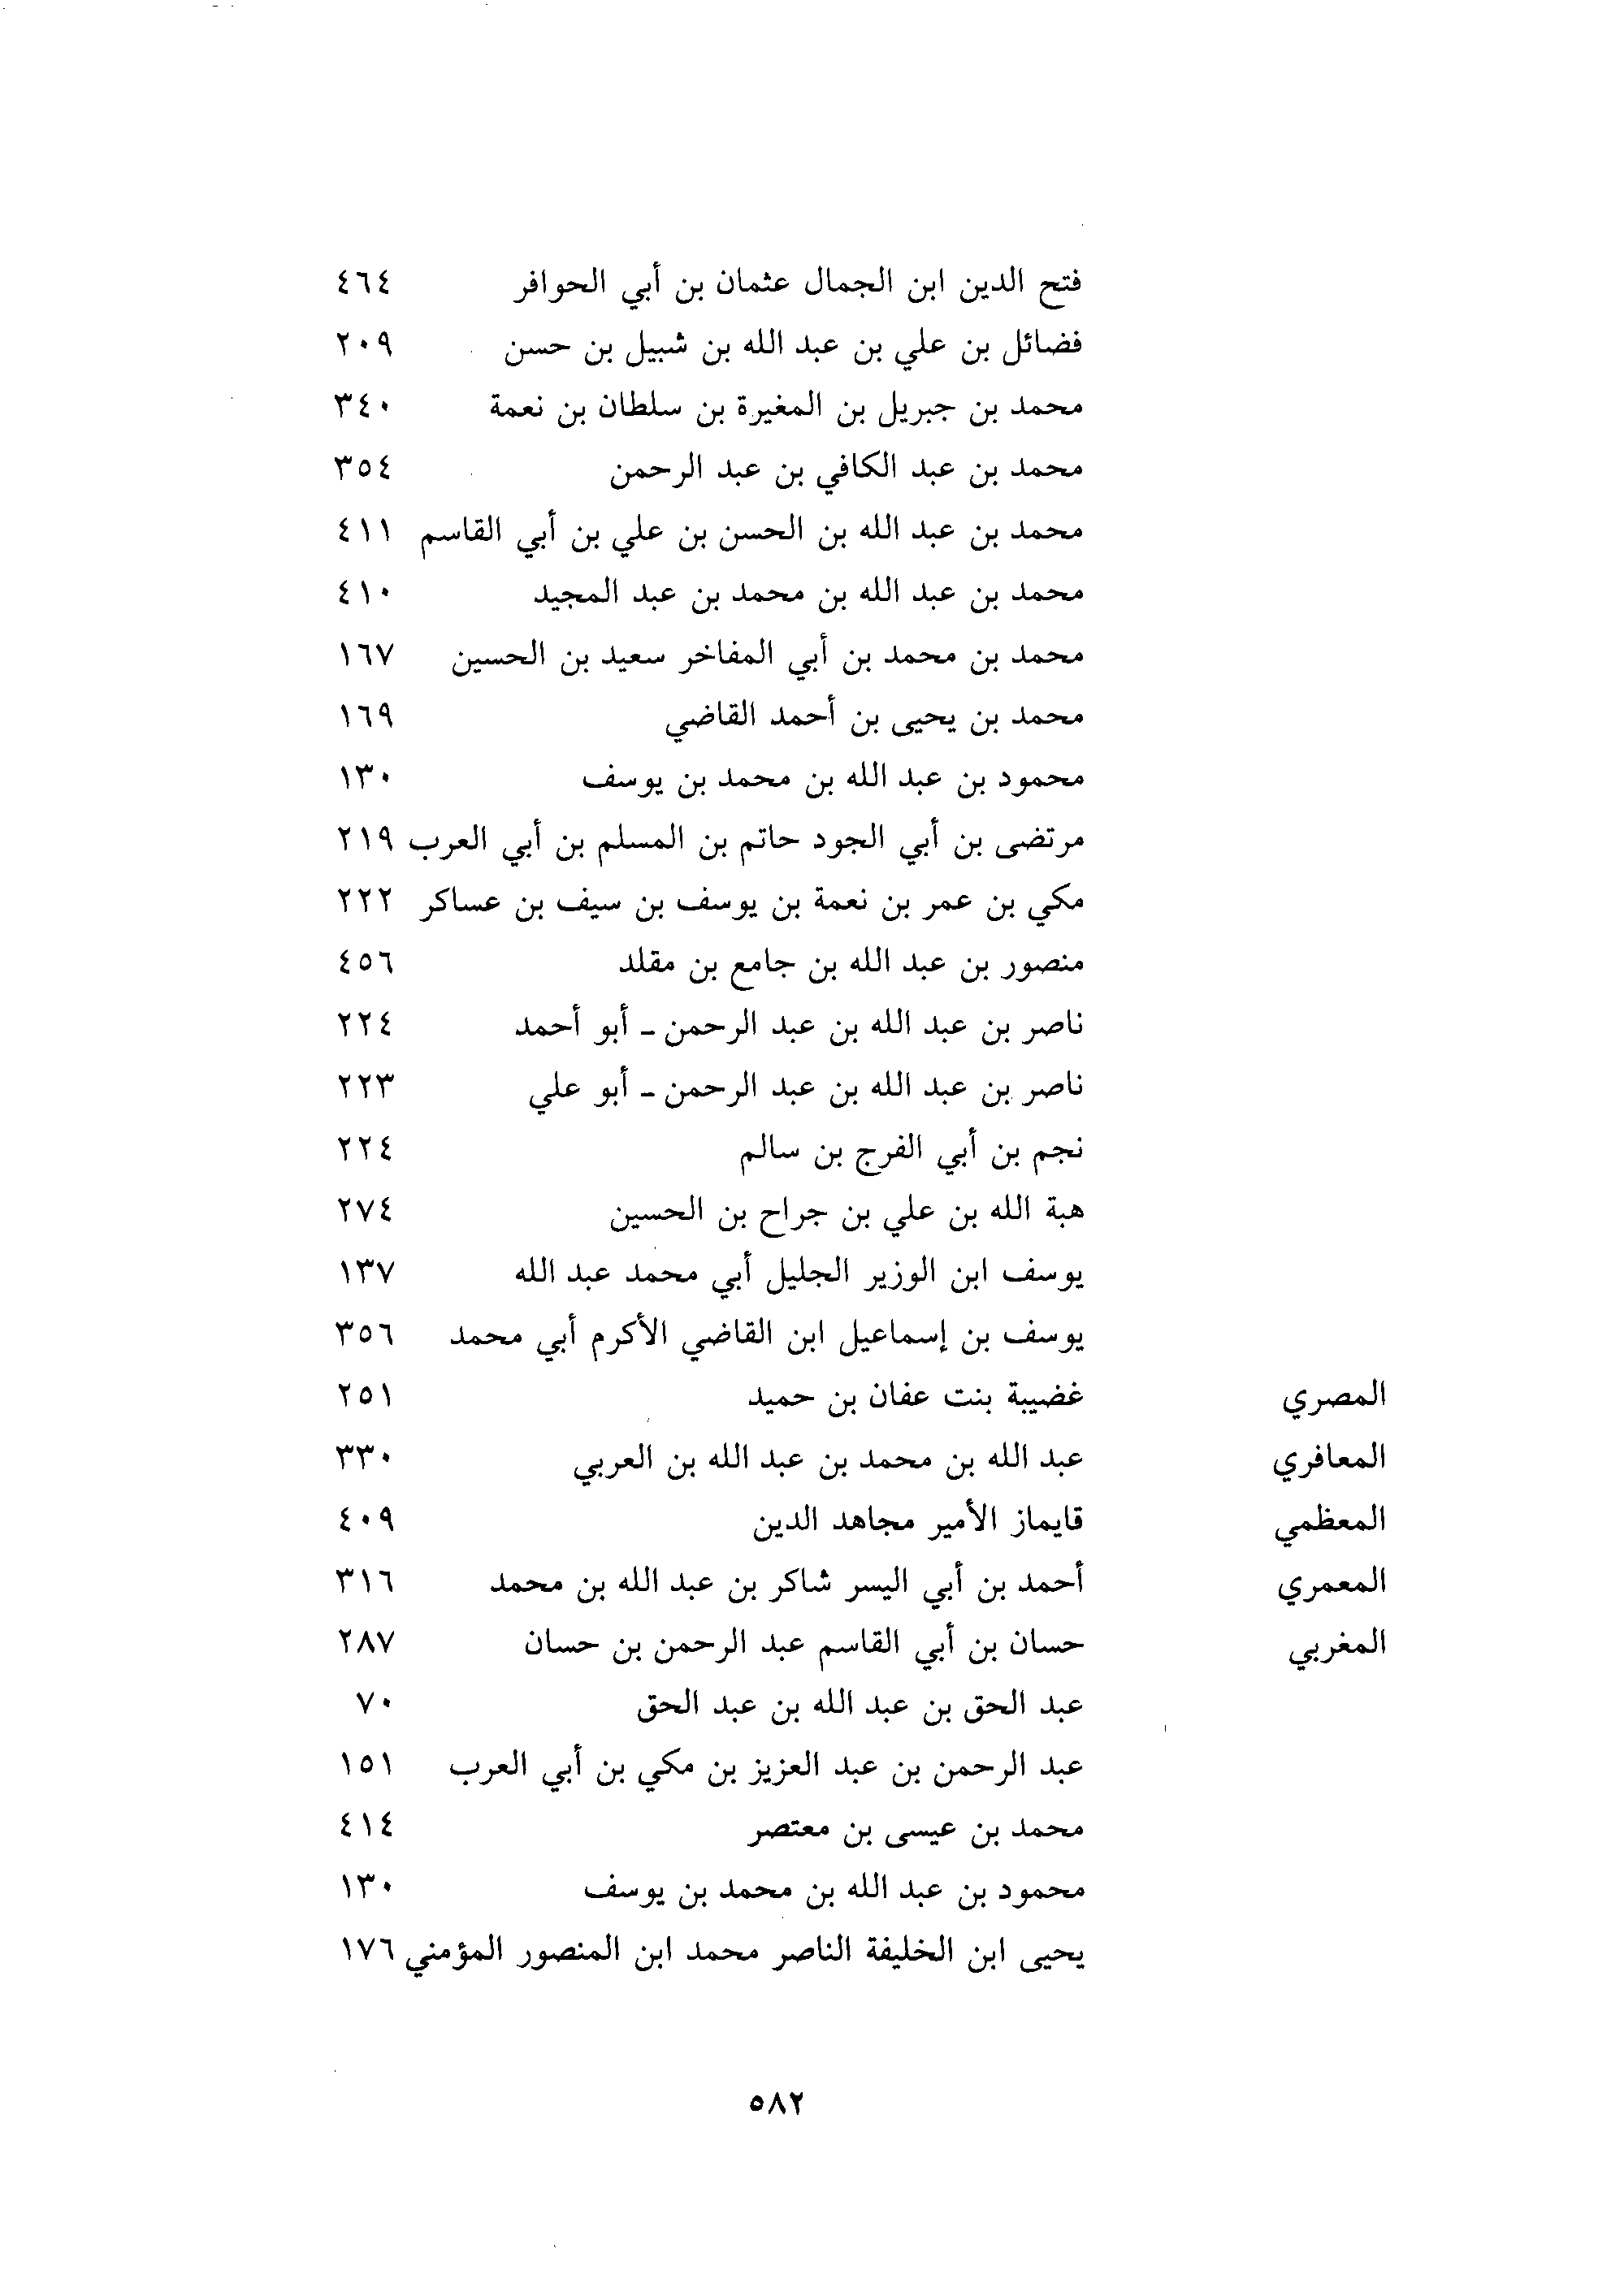 فتح الدين ابن الجمال عثمان بن أبي الحوافر ٤٦٤
فضائل بن علي بن عبد الله بن شبيل بن حسن ٢٠٩
محمد بن جبريل بن المغيرة بن سلطان بن نعمة ٣٤٠
محمد بن عبد الكافي بن عبد الرحمن ٣٥٤
محمد بن عبد الله بن الحسن بن علي بن أبي القاسم ٤١١
محمد بن عبد الله بن محمد بن عبد المجيد ٤١٠
محمد بن محمد بن أبي المفاخر سعيد بن الحسين ١٦٧
محمد بن يحيى بن أحمد القاضي ١٦٩
محمود بن عبد الله بن محمد بن يوسف ١٣٠
مرتضى بن أبي الجود حاتم بن المسلم بن أبي العرب ٢١٩
مكي بن عمر بن نعمة بن يوسف بن سيف بن عساكر ٢٢٢
منصور بن عبد الله بن جامع بن مقلد ٤٥٦
ناصر بن عبد الله بن عبد الرحمن ـ أبو أحمد ٢٢٤
ناصر بن عبد الله بن عبد الرحمن ـ أبو علي ٢٢٣
نجم بن أبي الفرج بن سالم ٢٢٤
هبة الله بن علي بن جراح بن الحسين ٢٧٤
يوسف ابن الوزير الجليل أبي محمد عبد الله ١٣٧
يوسف بن إسماعيل ابن القاضي الأكرم أبي محمد ٣٥٦
المصري غضيبة بنت عفان بن حميد ٢٥١
المعافري عبد الله بن محمد بن عبد الله بن العربي ٣٣٠
المعظمي قايماز الأمير مجاهد الدين ٤٠٩
المعمري أحمد بن أبي اليسر شاكر بن عبد الله بن محمد ٣١٦
المغربي حسان بن أبي القاسم عبد الرحمن بن حسان ٢٨٧
عبد الحق بن عبد الله بن عبد الحق ٧٠
عبد الرحمن بن عبد العزيز بن مكي بن أبي العرب ١٥١
محمد بن عيسى بن معتصر ٤١٤
محمود بن عبد الله بن محمد بن يوسف ١٣٠
يحيى ابن الخليفة الناصر محمد ابن المنصور المؤمني ١٧٦
٥٨٢